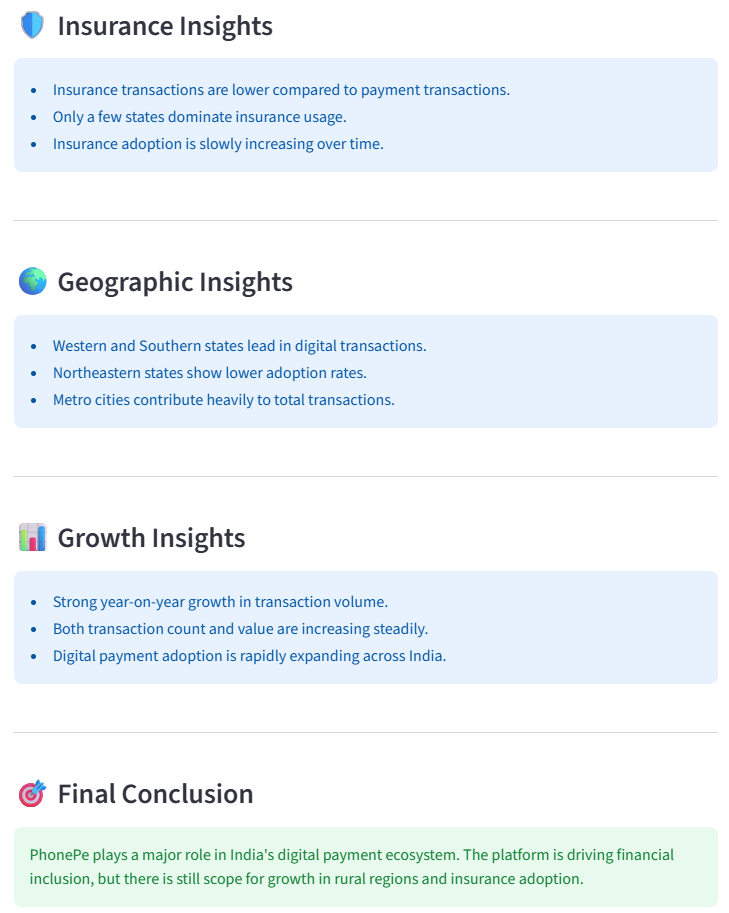 Insurance Insights
Insurance transactions are lower compared to payment transactions.
Only a few states dominate insurance usage.
Insurance adoption is slowly increasing over time.
Geographic Insights
Western and Southern states lead in digital transactions.
Northeastern states show lower adoption rates.
Metro cities contribute heavily to total transactions.
Growth Insights
Strong year-on-year growth in transaction volume.
Both transaction count and value are increasing steadily.
Digital payment adoption is rapidly expanding across India.
Final Conclusion
PhonePe plays a major role in India's digital payment ecosystem. The platform is driving financial
inclusion, but there is still scope for growth in rural regions and insurance adoption.